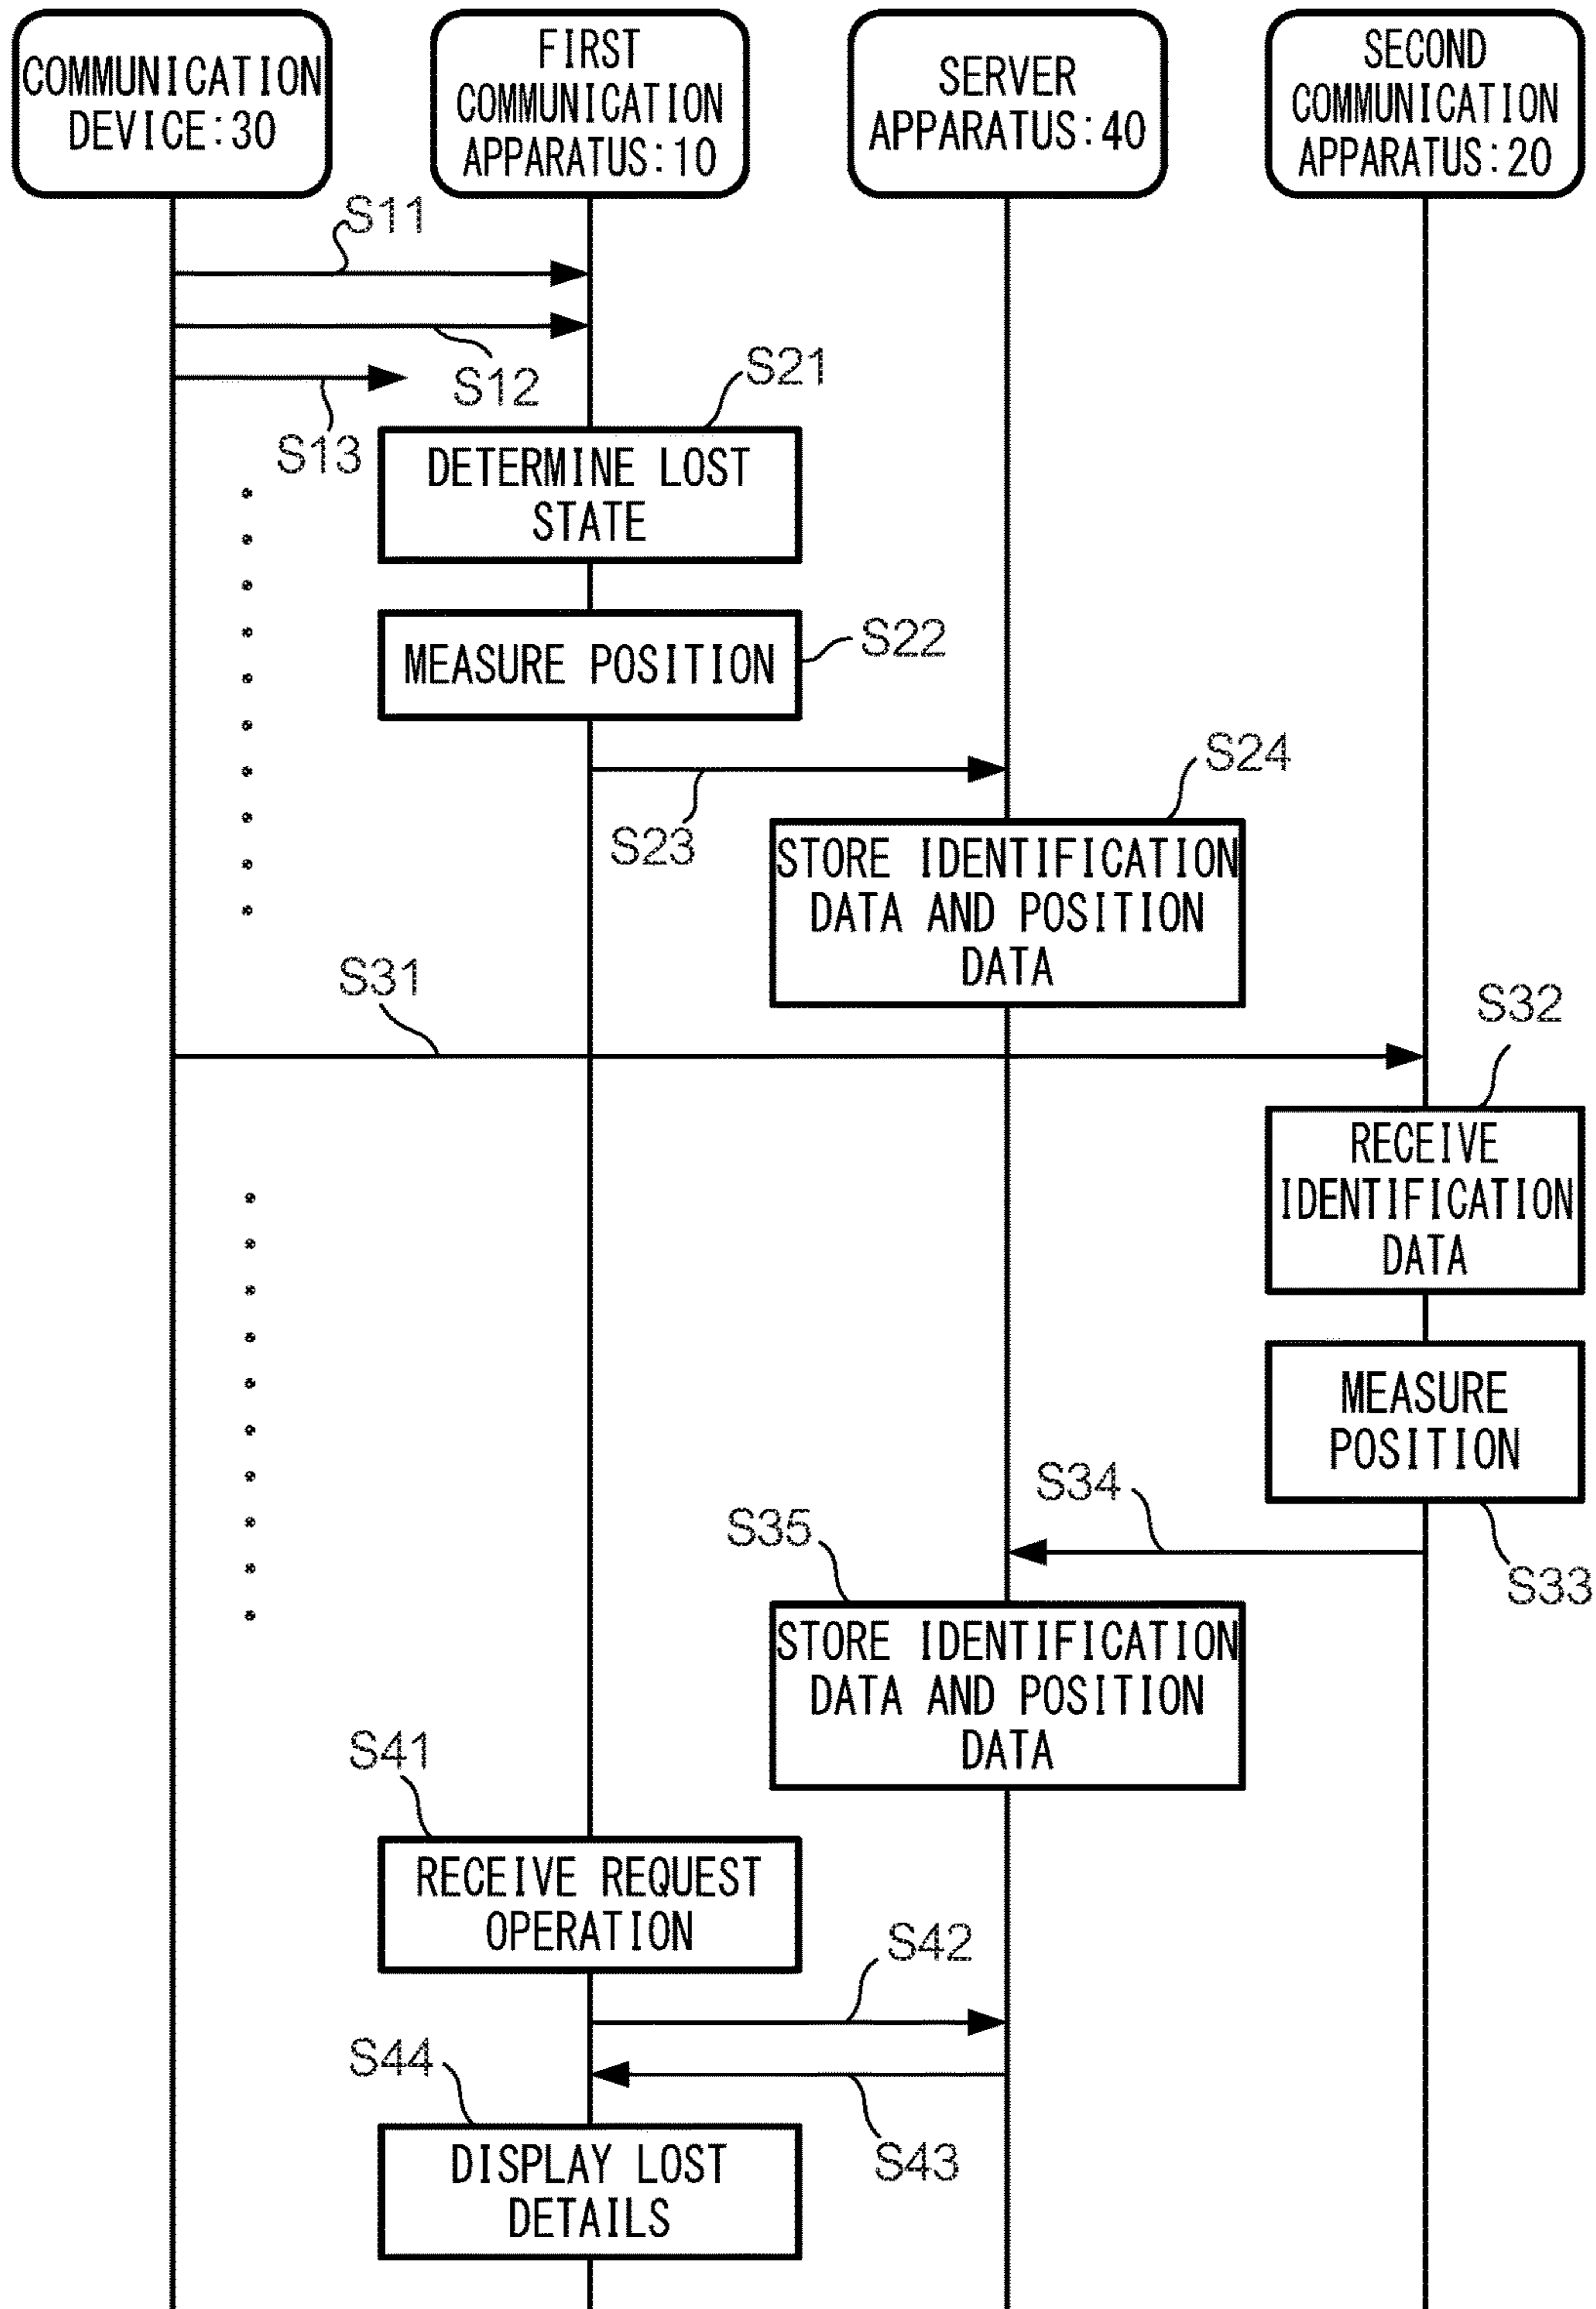 COMMUNICATION
DEVICE:30
FIRST
COMMUNICATION
APPARATUS:10
SERVER
APPARATUS:40
SECOND
COMMUNICATION
APPARATUS:20
S11
S12
S13
S21
DETERMINE LOST
STATE
MEASURE POSITION
S22
S23
S24
STORE IDENTIFICATION
DATA AND POSITION
DATA
S31
S32
RECEIVE
IDENTIFICATION
DATA
MEASURE
POSITION
S33
S34
S35
STORE IDENTIFICATION
DATA AND POSITION
DATA
S41
RECEIVE REQUEST
OPERATION
S42
S43
S44
DISPLAY LOST
DETAILS